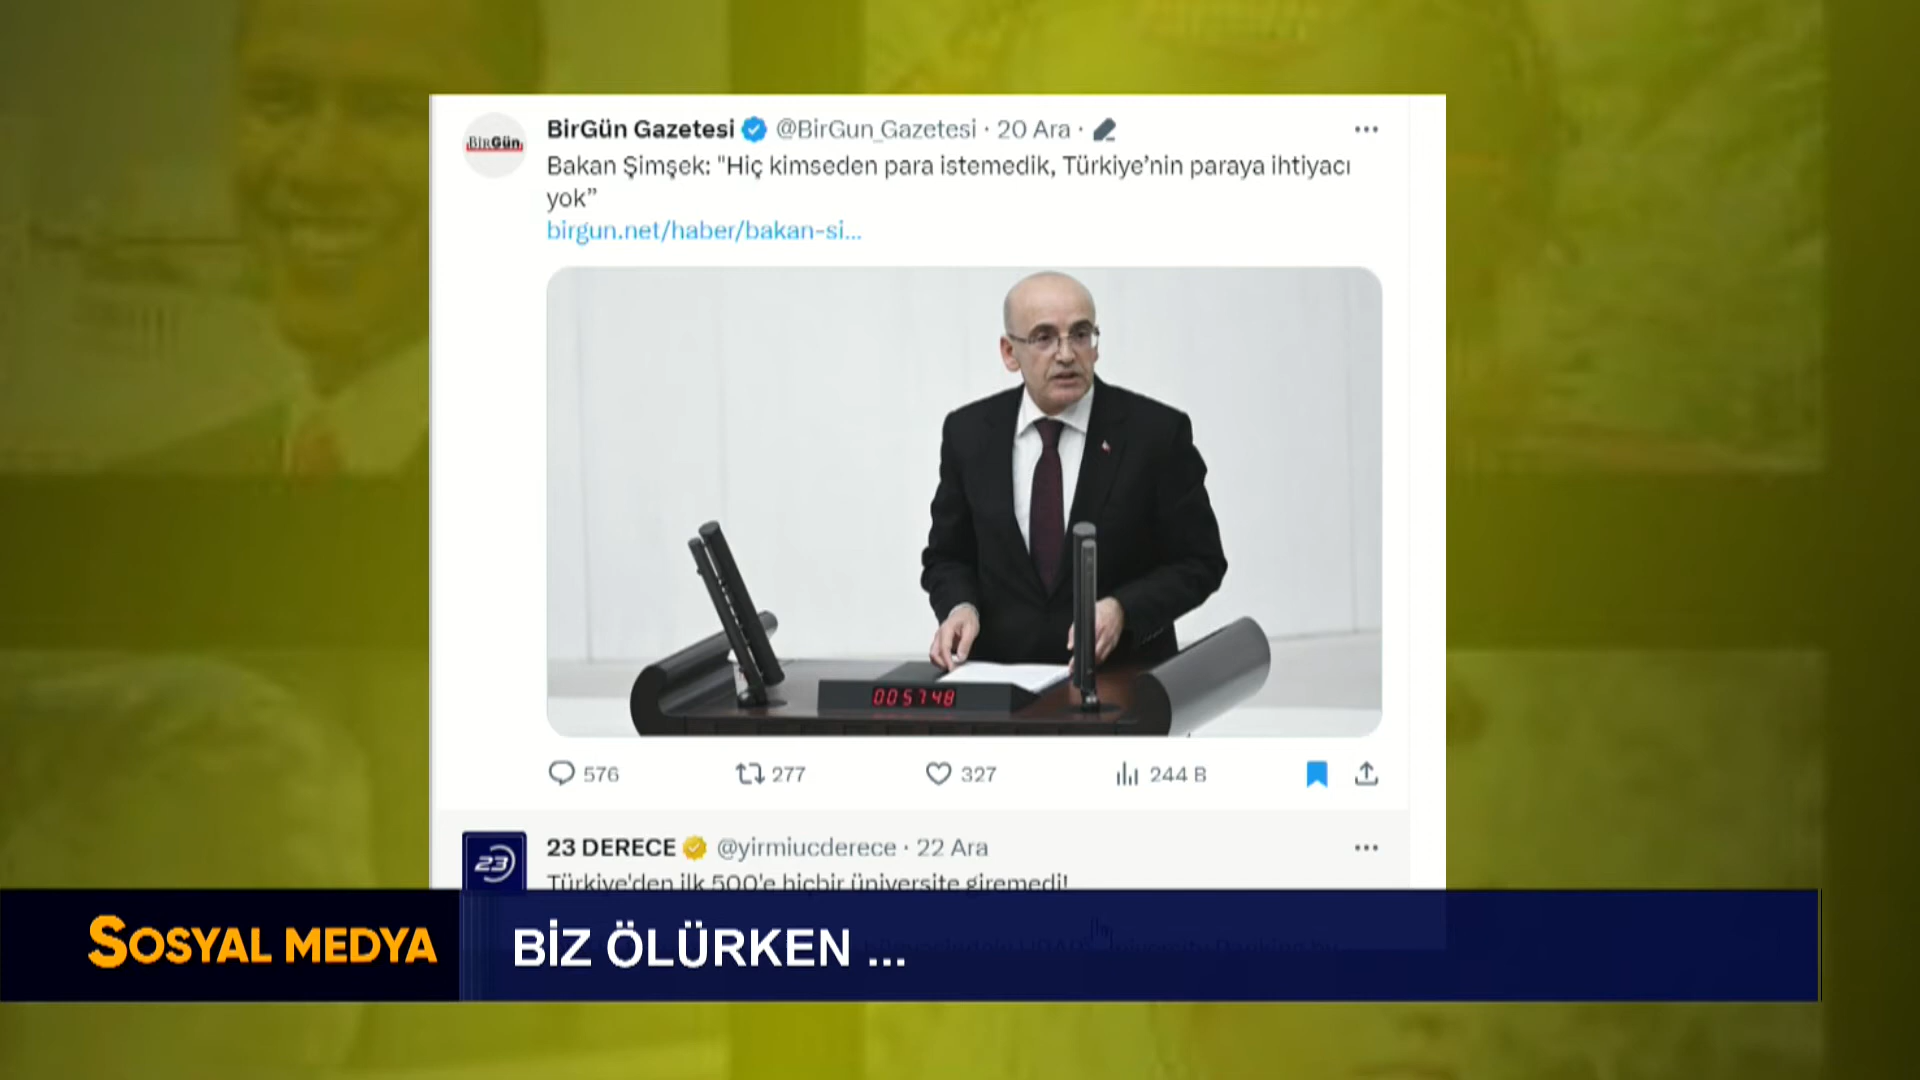 BirGün Gazetesi @BirGun_Gazetesi · 20 Ara ·
BirGün
Bakan Şimşek: "Hiç kimseden para istemedik, Türkiye’nin paraya ihtiyacı
yok”
birgun.net/haber/bakan-si...
005748
576 277 327 244 B
23 DERECE @yirmiucderece · 22 Ara
23
Türkiye'den ilk 500'e hiçbir üniversite giremedi!
SOSYAL MEDYA
BİZ ÖLÜRKEN ...